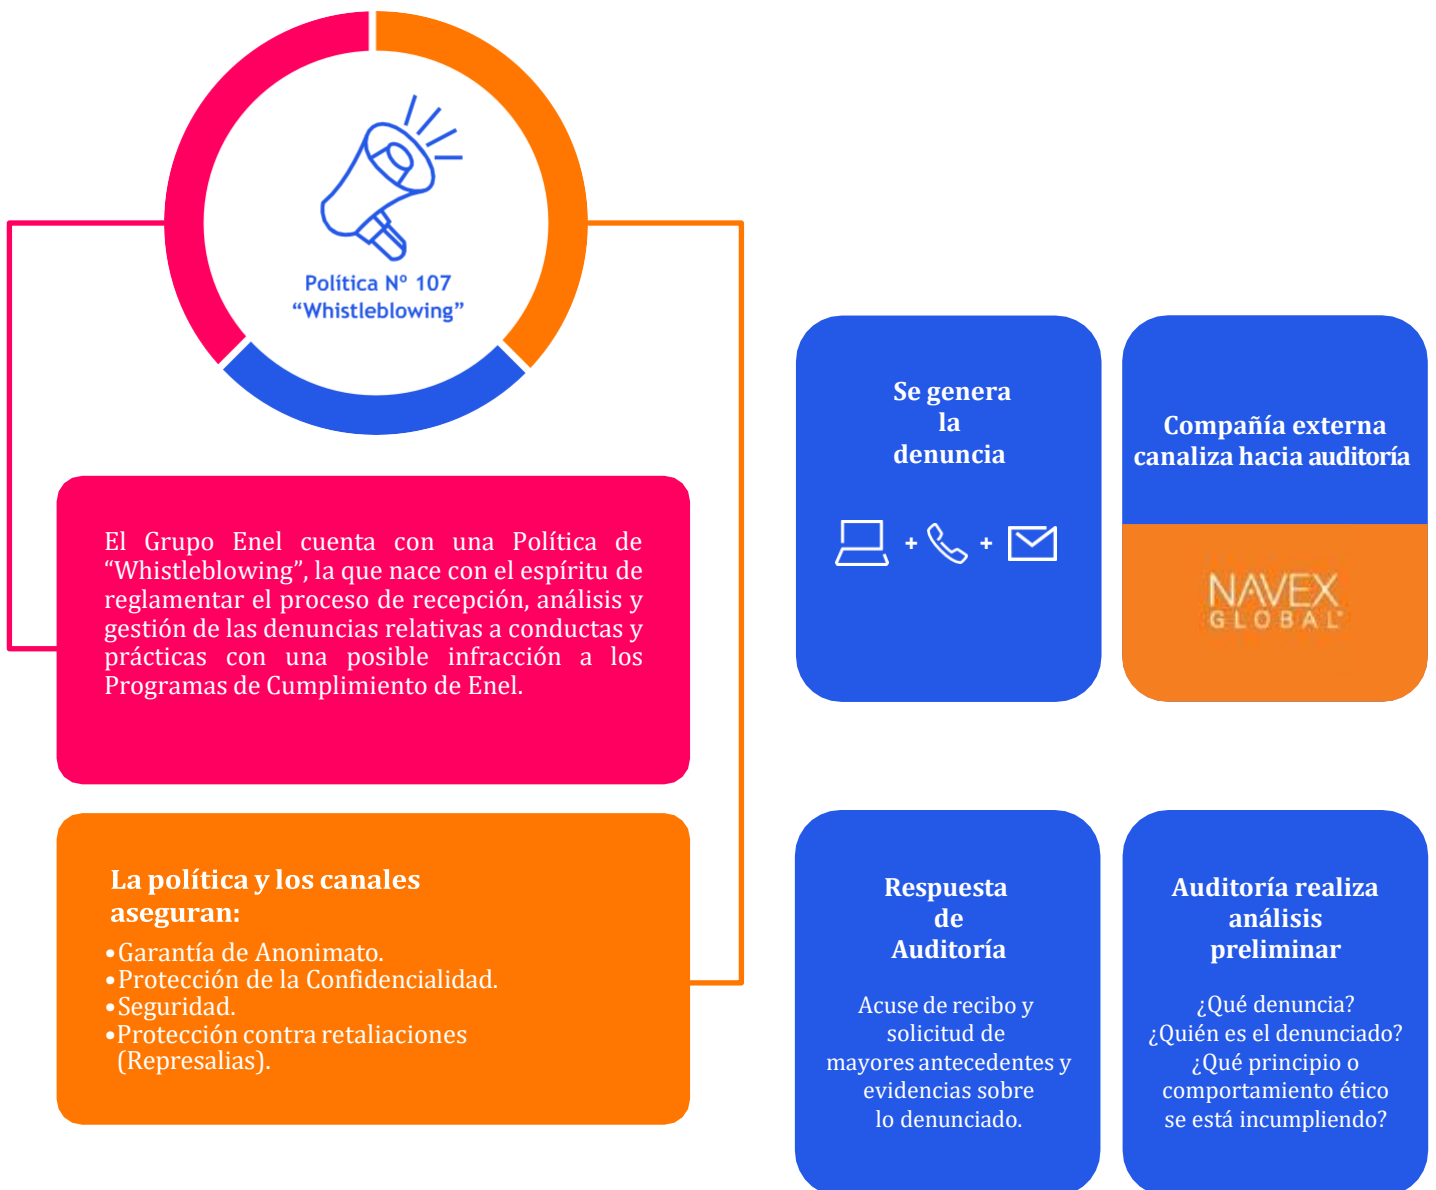 Política Nº 107
“Whistleblowing”
El Grupo Enel cuenta con una Política de
“Whistleblowing”, la que nace con el espíritu de
reglamentar el proceso de recepción, análisis y
gestión de las denuncias relativas a conductas y
prácticas con una posible infracción a los
Programas de Cumplimiento de Enel.
La política y los canales
aseguran:
•Garantía de Anonimato.
•Protección de la Confidencialidad.
•Seguridad.
•Protección contra retaliaciones
(Represalias).
Se genera
la
denuncia
+ +
Compañía externa
canaliza hacia auditoría
NAVEX
GLOBAL®
Respuesta
de
Auditoría
Acuse de recibo y
solicitud de
mayores antecedentes y
evidencias sobre
lo denunciado.
Auditoría realiza
análisis
preliminar
¿Qué denuncia?
¿Quién es el denunciado?
¿Qué principio o
comportamiento ético
se está incumpliendo?